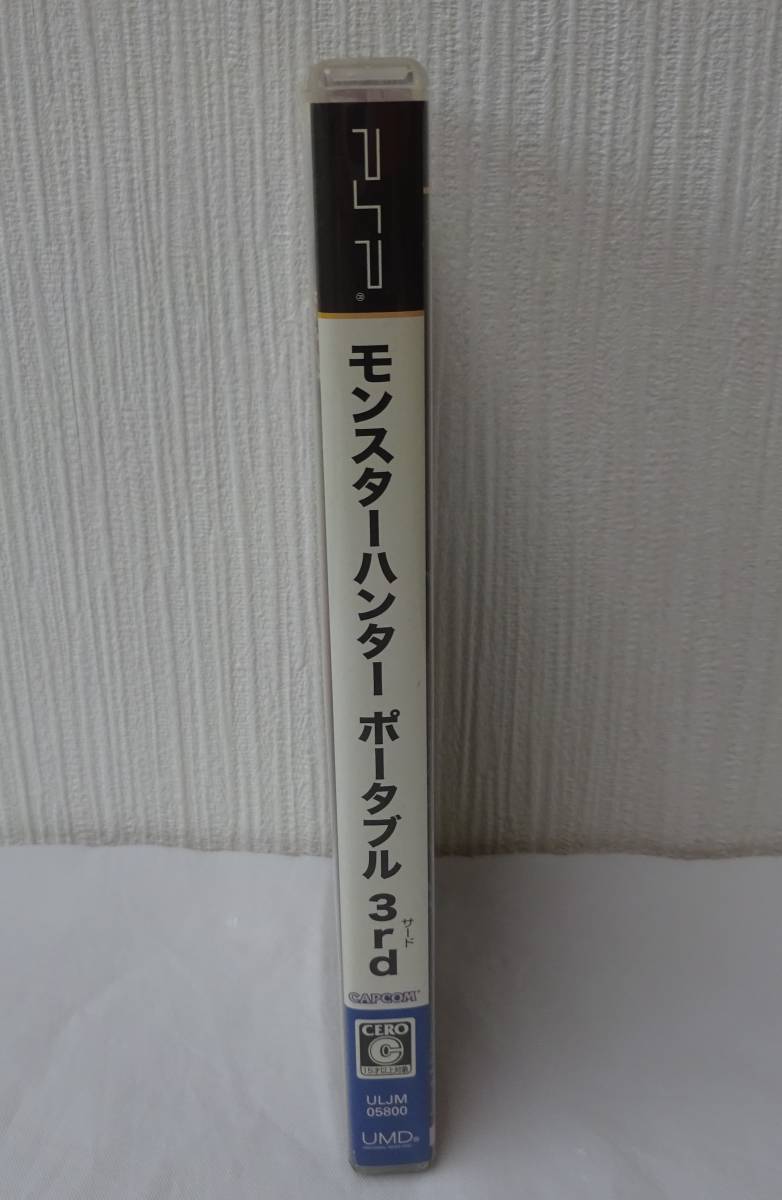 PSP®
モンスターハンター ポータブル 3rd
サード
CAPCOM
CERO
C
15才以上対象
ULJM
05800
UMD®